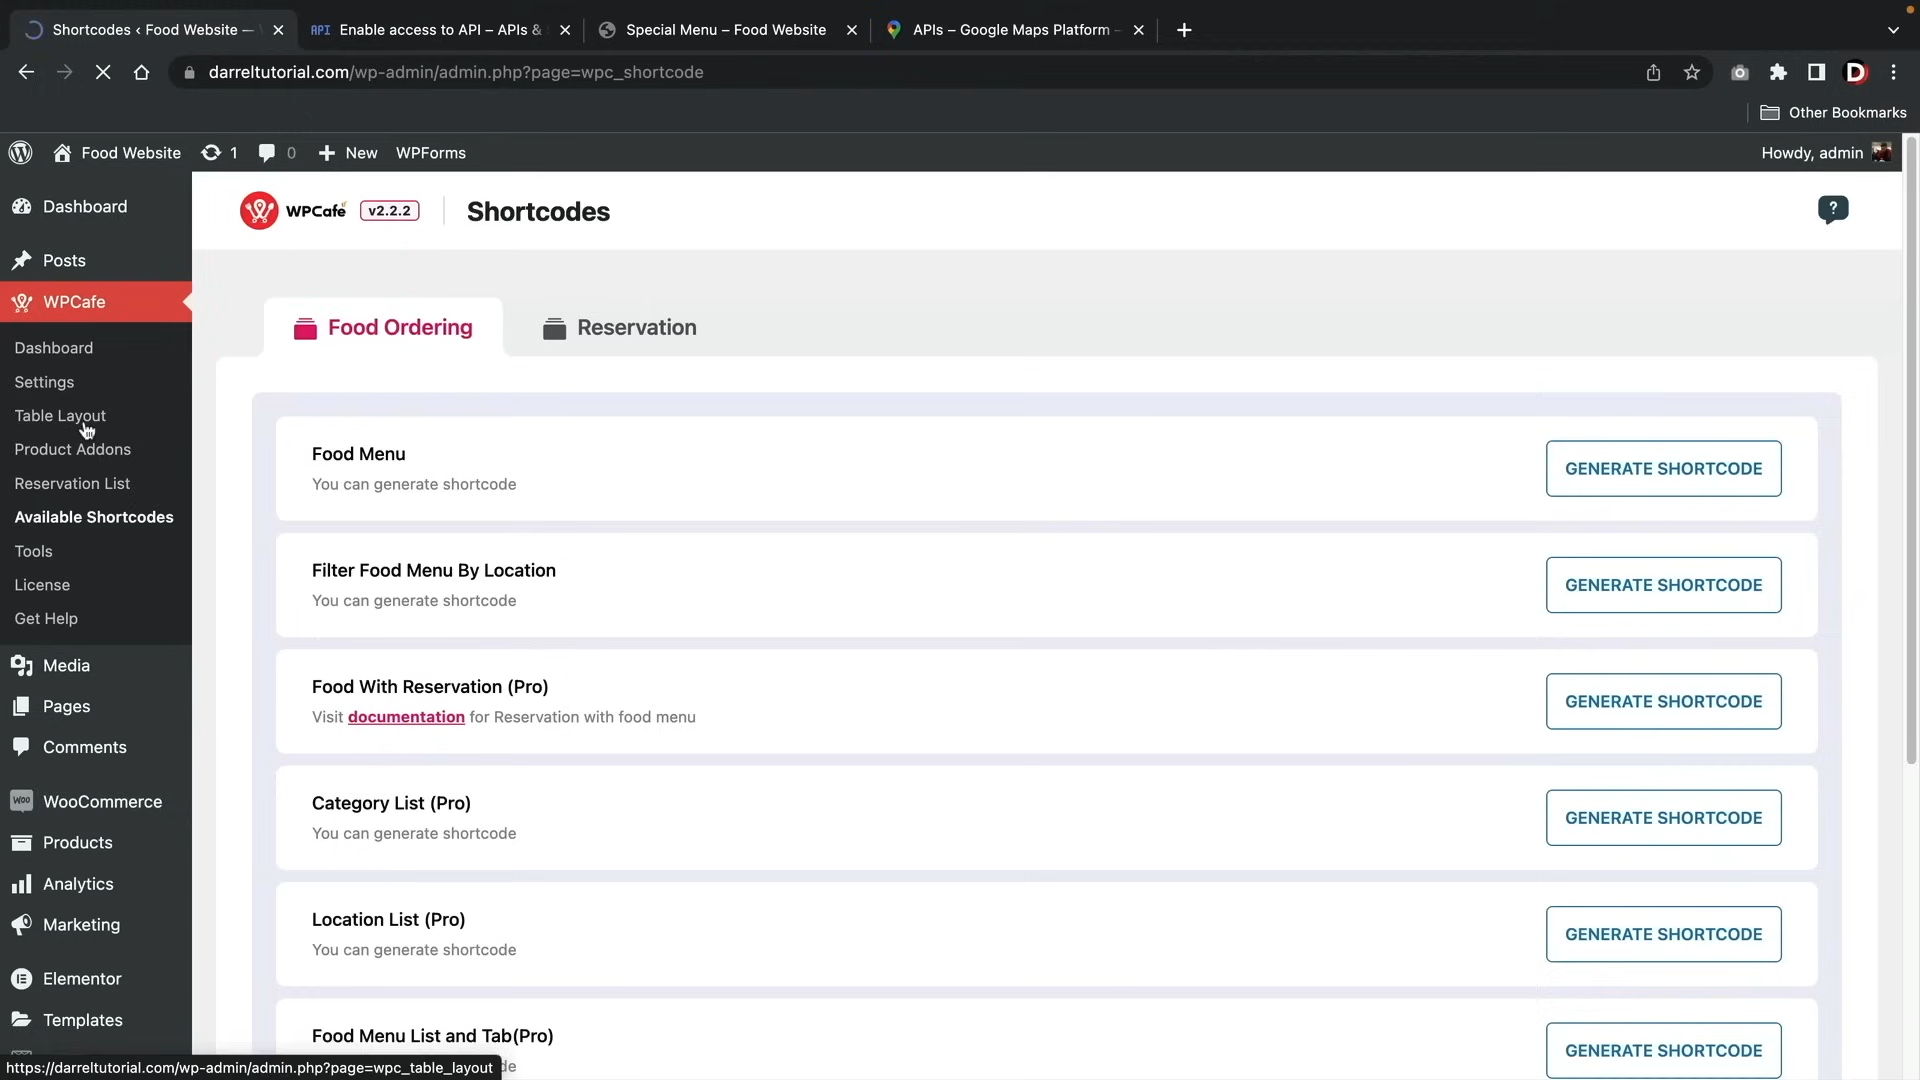 Shortcodes ‹ Food Website —
API Enable access to API – APIs &
Special Menu – Food Website
APIs – Google Maps Platform
darreltutorial.com/wp-admin/admin.php?page=wpc_shortcode
D
Other Bookmarks
Food Website
1
0
New
WPForms
Howdy, admin
Dashboard
Posts
WPCafe
Dashboard
Settings
Table Layout
Product Addons
Reservation List
Available Shortcodes
Tools
License
Get Help
Media
Pages
Comments
Woo WooCommerce
Products
Analytics
Marketing
Elementor
Templates
https://darreltutorial.com/wp-admin/admin.php?page=wpc_table_layout
WPCafe
v2.2.2
Shortcodes
?
Food Ordering
Reservation
Food Menu
You can generate shortcode
GENERATE SHORTCODE
Filter Food Menu By Location
You can generate shortcode
GENERATE SHORTCODE
Food With Reservation (Pro)
Visit documentation for Reservation with food menu
GENERATE SHORTCODE
Category List (Pro)
You can generate shortcode
GENERATE SHORTCODE
Location List (Pro)
You can generate shortcode
GENERATE SHORTCODE
Food Menu List and Tab(Pro)
de
GENERATE SHORTCODE